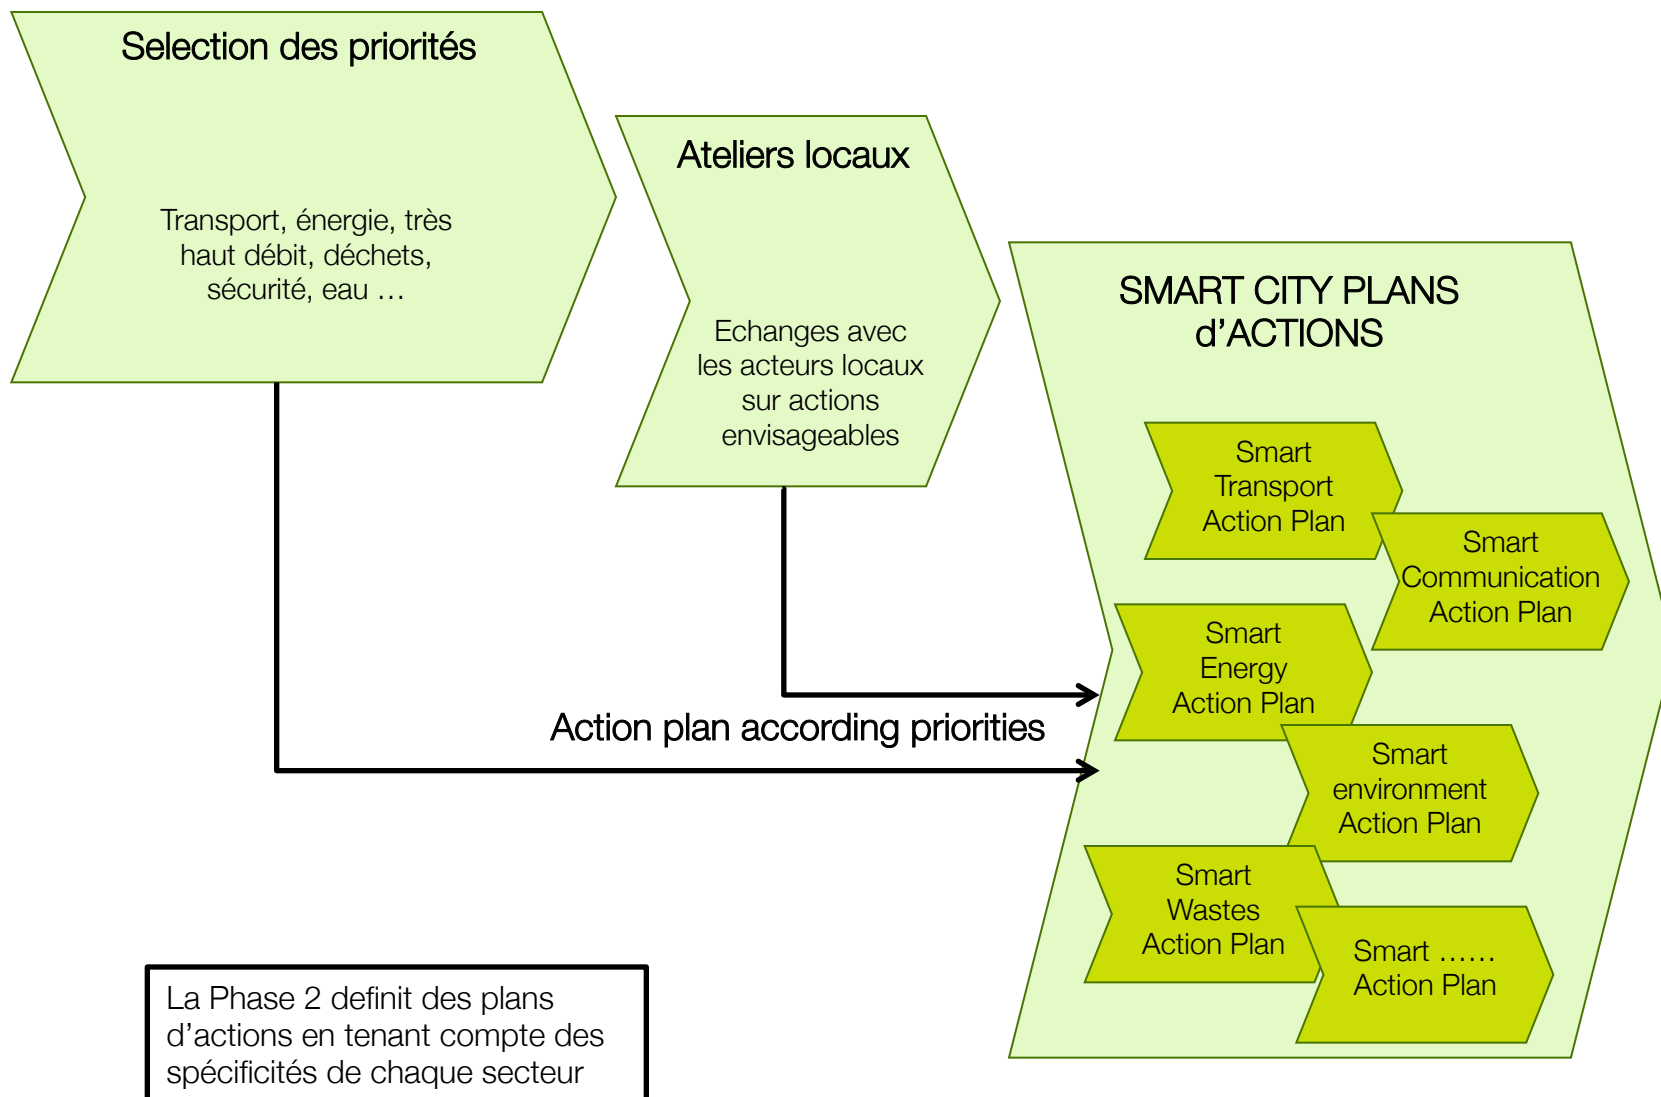 Selection des priorités
Transport, énergie, très
haut débit, déchets,
sécurité, eau …
Ateliers locaux
Echanges avec
les acteurs locaux
sur actions
envisageables
SMART CITY PLANS
d’ACTIONS
Smart
Transport
Action Plan
Smart
Communication
Action Plan
Smart
Energy
Action Plan
Smart
environment
Action Plan
Smart
Wastes
Action Plan
Smart ……
Action Plan
Action plan according priorities
La Phase 2 definit des plans
d’actions en tenant compte des
spécificités de chaque secteur